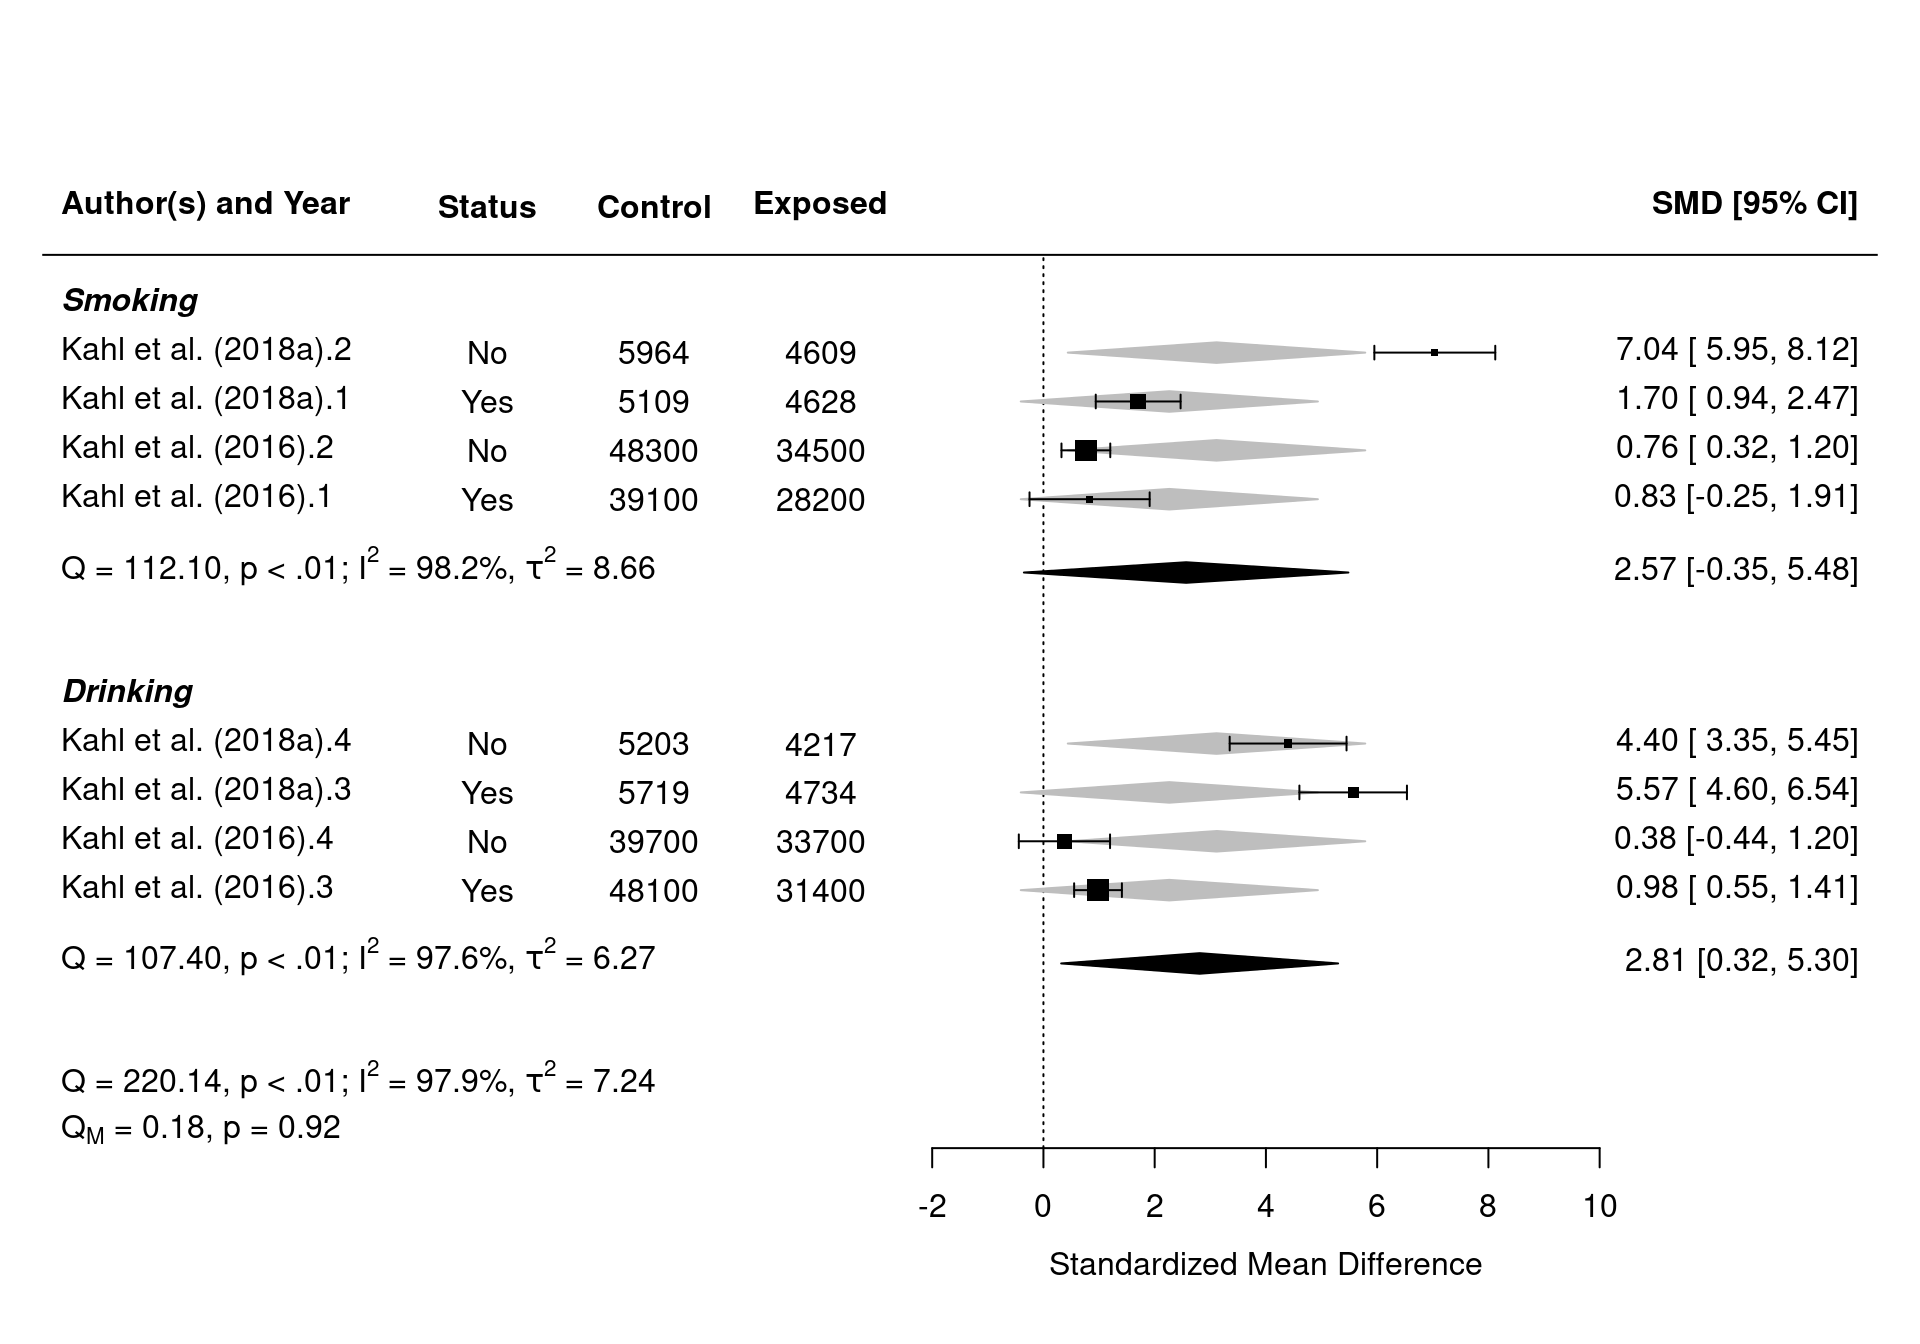 Author(s) and Year Status Control Exposed SMD [95% CI]
Smoking
Kahl et al. (2018a).2 No 5964 4609 7.04 [ 5.95, 8.12]
Kahl et al. (2018a).1 Yes 5109 4628 1.70 [ 0.94, 2.47]
Kahl et al. (2016).2 No 48300 34500 0.76 [ 0.32, 1.20]
Kahl et al. (2016).1 Yes 39100 28200 0.83 [-0.25, 1.91]
Q = 112.10, p < .01; I² = 98.2%, τ² = 8.66 2.57 [-0.35, 5.48]
Drinking
Kahl et al. (2018a).4 No 5203 4217 4.40 [ 3.35, 5.45]
Kahl et al. (2018a).3 Yes 5719 4734 5.57 [ 4.60, 6.54]
Kahl et al. (2016).4 No 39700 33700 0.38 [-0.44, 1.20]
Kahl et al. (2016).3 Yes 48100 31400 0.98 [ 0.55, 1.41]
Q = 107.40, p < .01; I² = 97.6%, τ² = 6.27 2.81 [0.32, 5.30]
Q = 220.14, p < .01; I² = 97.9%, τ² = 7.24
Q_M = 0.18, p = 0.92
-2 0 2 4 6 8 10
Standardized Mean Difference